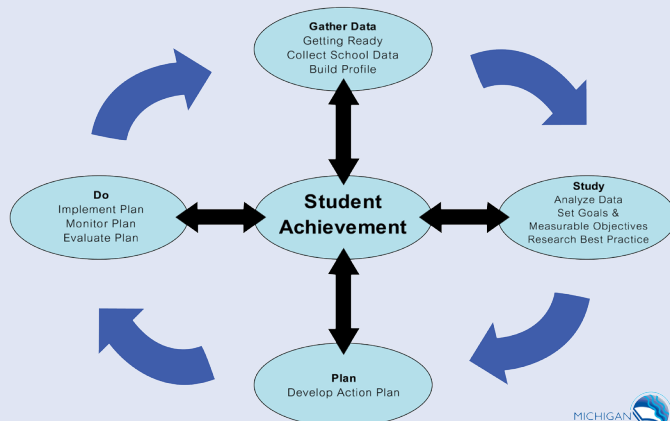 Gather Data
Getting Ready
Collect School Data
Build Profile
Do
Implement Plan
Monitor Plan
Evaluate Plan
Student
Achievement
Study
Analyze Data
Set Goals &
Measurable Objectives
Research Best Practice
Plan
Develop Action Plan
MICHIGAN